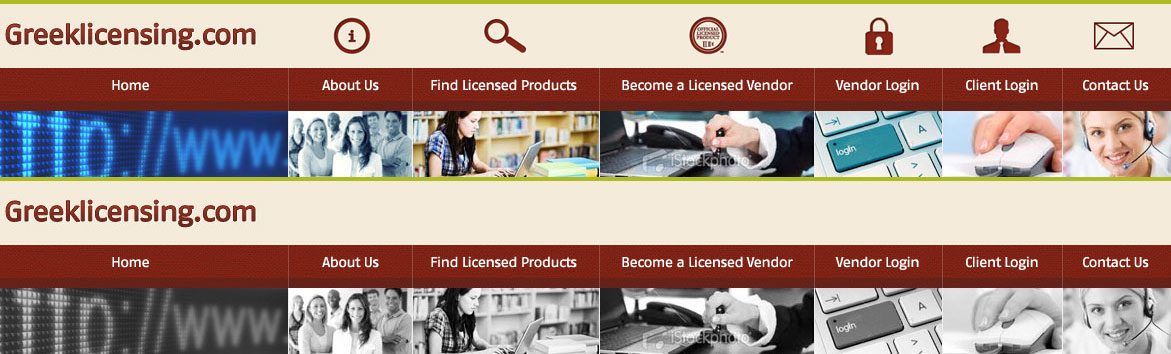 Greeklicensing.com
OFFICIAL
LICENSED
PRODUCT
Home
About Us
Find Licensed Products
Become a Licensed Vendor
Vendor Login
Client Login
Contact Us
http://www.
iStockphoto
login
A
Greeklicensing.com
Home
About Us
Find Licensed Products
Become a Licensed Vendor
Vendor Login
Client Login
Contact Us
http://www.
iStockphoto
login
A